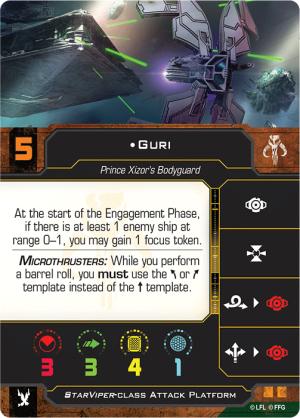 5
•Guri
Prince Xizor's Bodyguard
At the start of the Engagement Phase,
if there is at least 1 enemy ship at
range 0–1, you may gain 1 focus token.
Microthrusters: While you perform
a barrel roll, you must use the or
template instead of the template.
3 3 4 1
StarViper-class Attack Platform
©LFL ©FFG